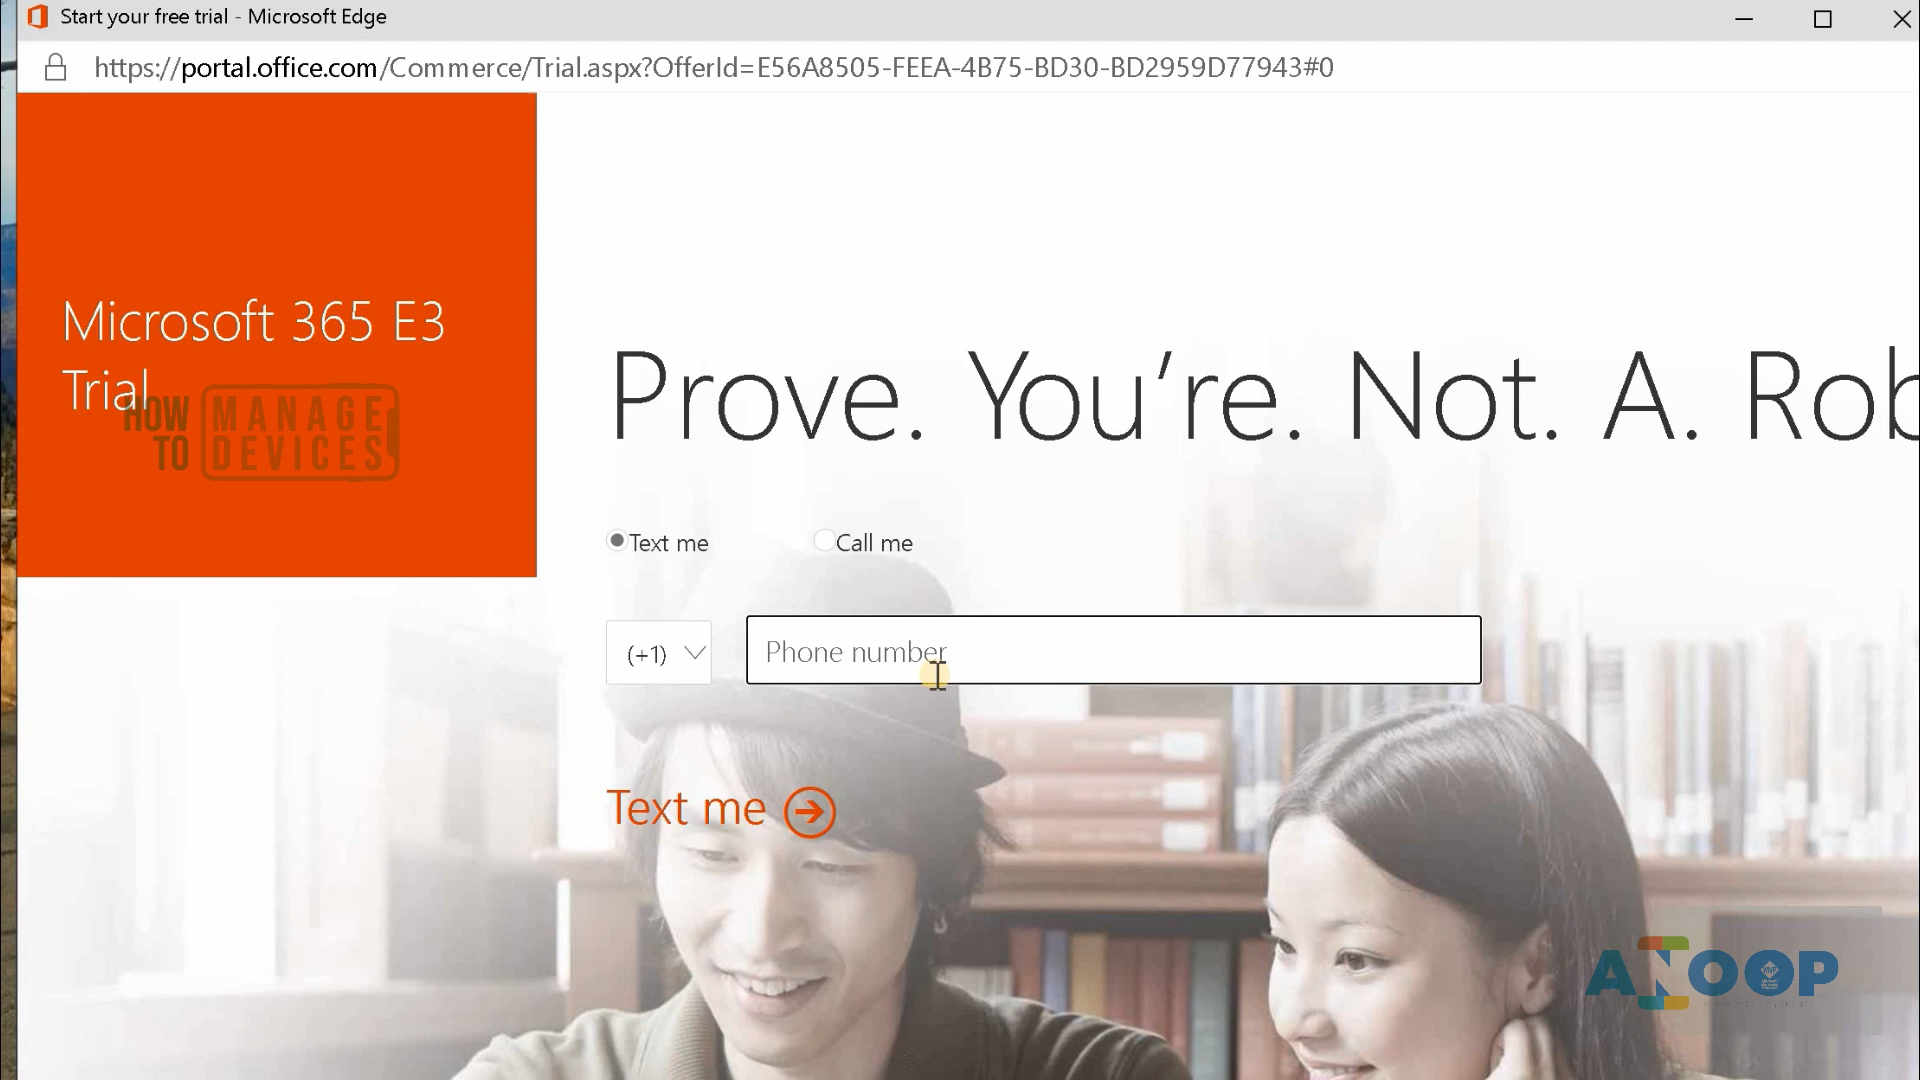 Start your free trial - Microsoft Edge
https://portal.office.com/Commerce/Trial.aspx?OfferId=E56A8505-FEEA-4B75-BD30-BD2959D77943#0
Microsoft 365 E3
Trial
HOW TO MANAGE DEVICES
Prove. You’re. Not. A. Rob
Text me
Call me
(+1)
Phone number
Text me
ANOOP